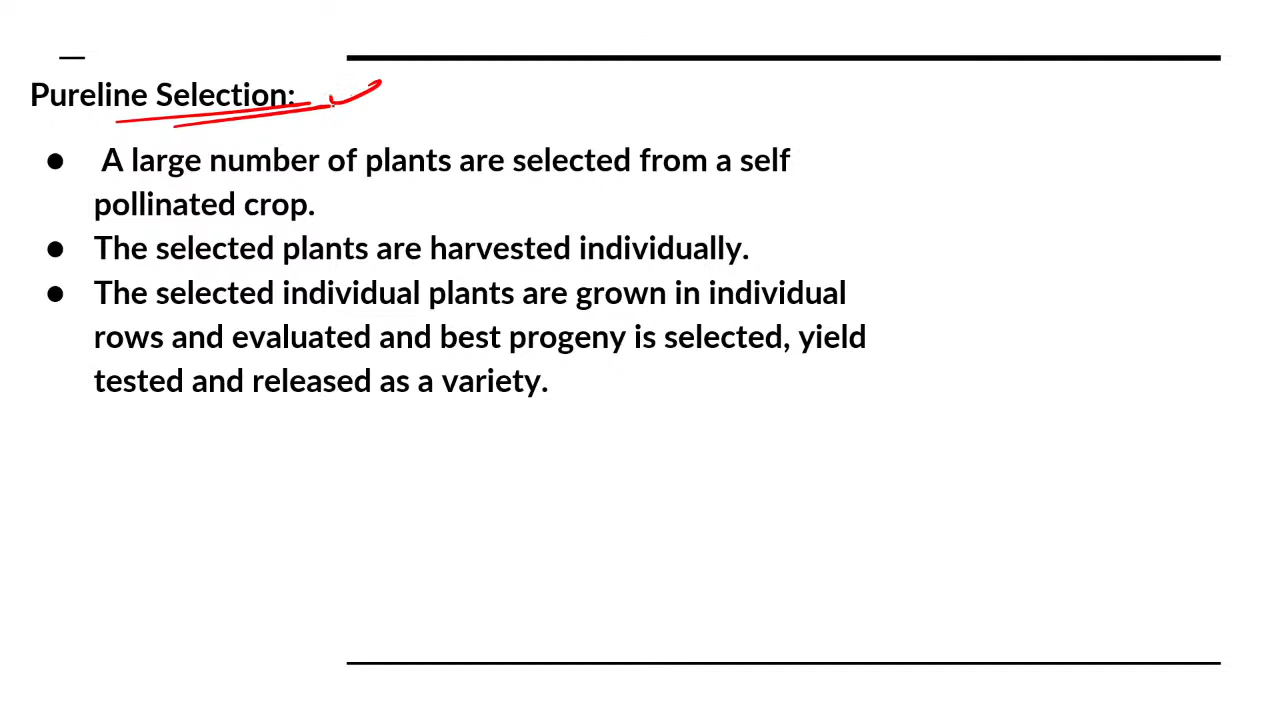 Pureline Selection:
● A large number of plants are selected from a self
pollinated crop.
● The selected plants are harvested individually.
● The selected individual plants are grown in individual
rows and evaluated and best progeny is selected, yield
tested and released as a variety.